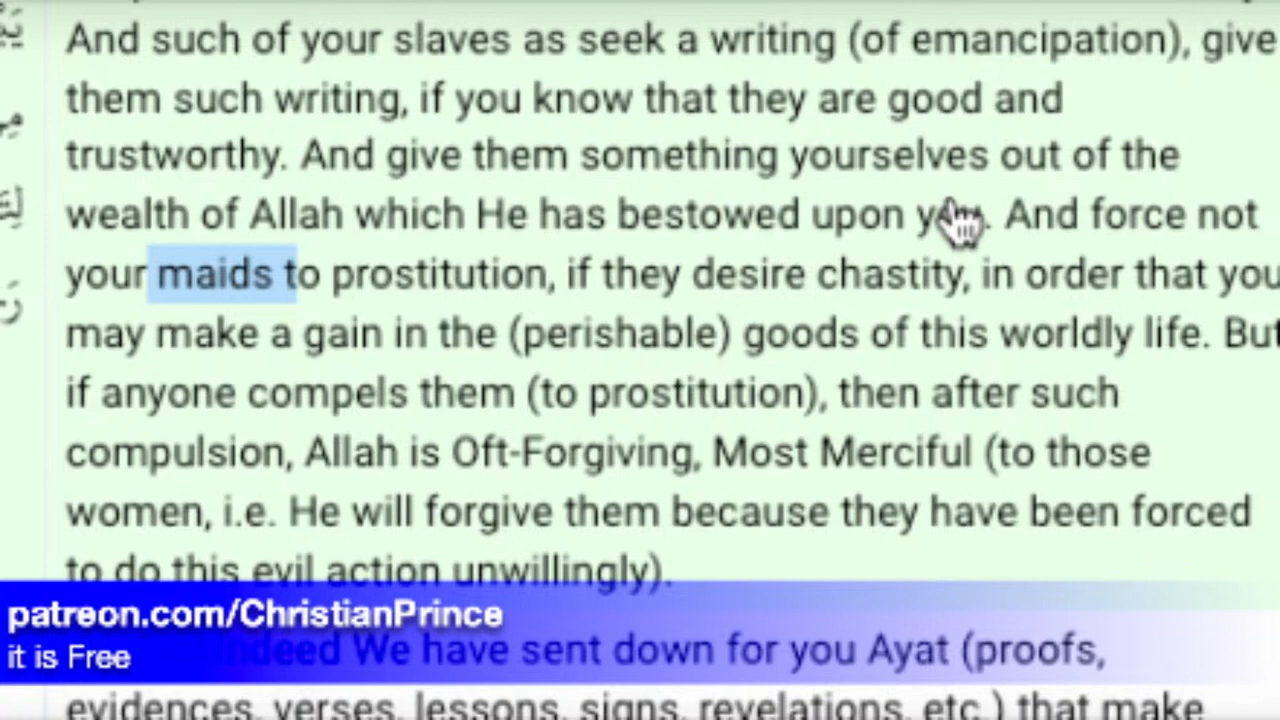 And such of your slaves as seek a writing (of emancipation), give
them such writing, if you know that they are good and
trustworthy. And give them something yourselves out of the
wealth of Allah which He has bestowed upon And force not
your maids to prostitution, if they desire chastity, in order that you
may make a gain in the (perishable) goods of this worldly life. But
if anyone compels them (to prostitution), then after such
compulsion, Allah is Oft-Forgiving, Most Merciful (to those
women, i.e. He will forgive them because they have been forced
to do this evil action unwillingly).
patreon.com/ChristianPrince
it is Free
Indeed We have sent down for you Ayat (proofs,
evidences, verses, lessons, signs, revelations, etc.) that make